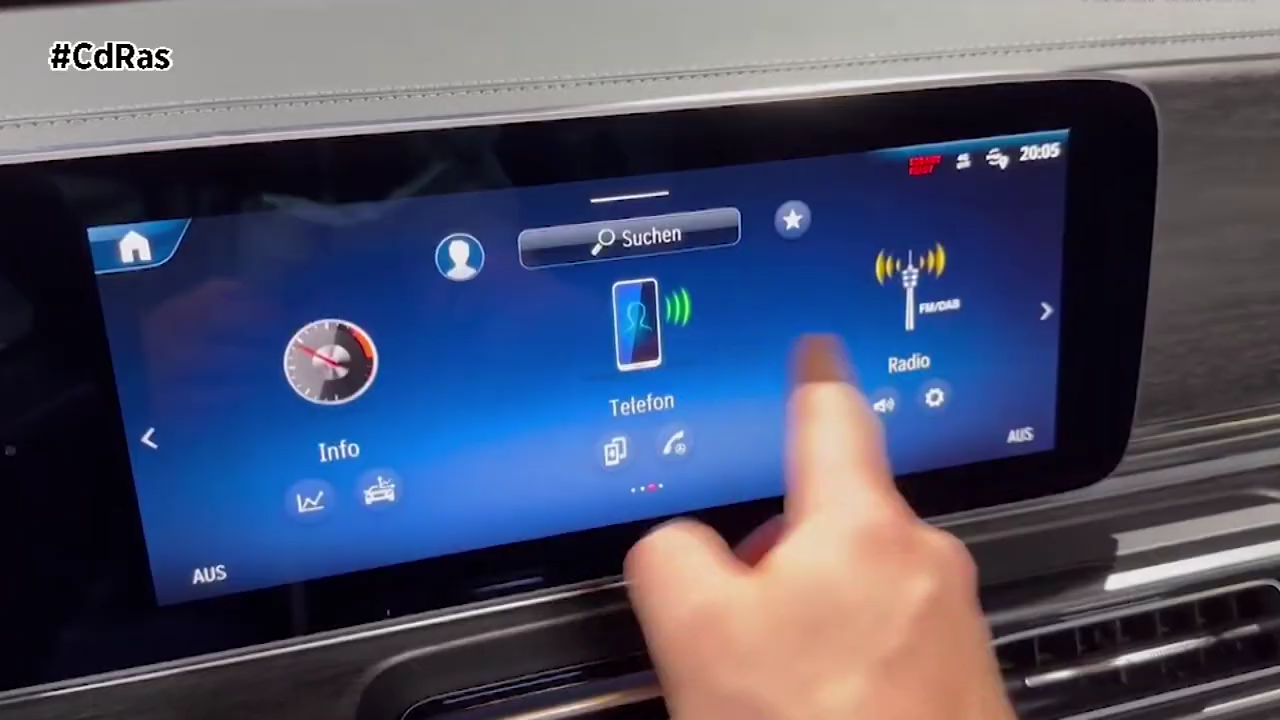 #CdRas
20:05
Suchen
FM/DAB
Radio
Telefon
Info
AUS
AUS